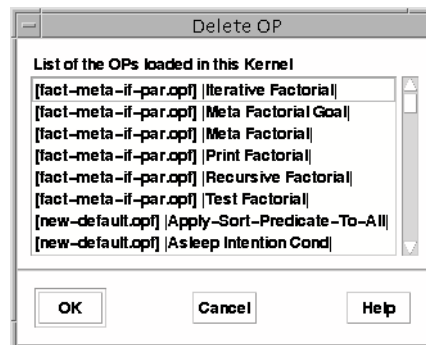 Delete OP
List of the OPs loaded in this Kernel
[fact-meta-if-par.opf] |Iterative Factorial|
[fact-meta-if-par.opf] |Meta Factorial Goal|
[fact-meta-if-par.opf] |Meta Factorial|
[fact-meta-if-par.opf] |Print Factorial|
[fact-meta-if-par.opf] |Recursive Factorial|
[fact-meta-if-par.opf] |Test Factorial|
[new-default.opf] |Apply-Sort-Predicate-To-All|
[new-default.opf] |Asleep Intention Cond|
OK Cancel Help